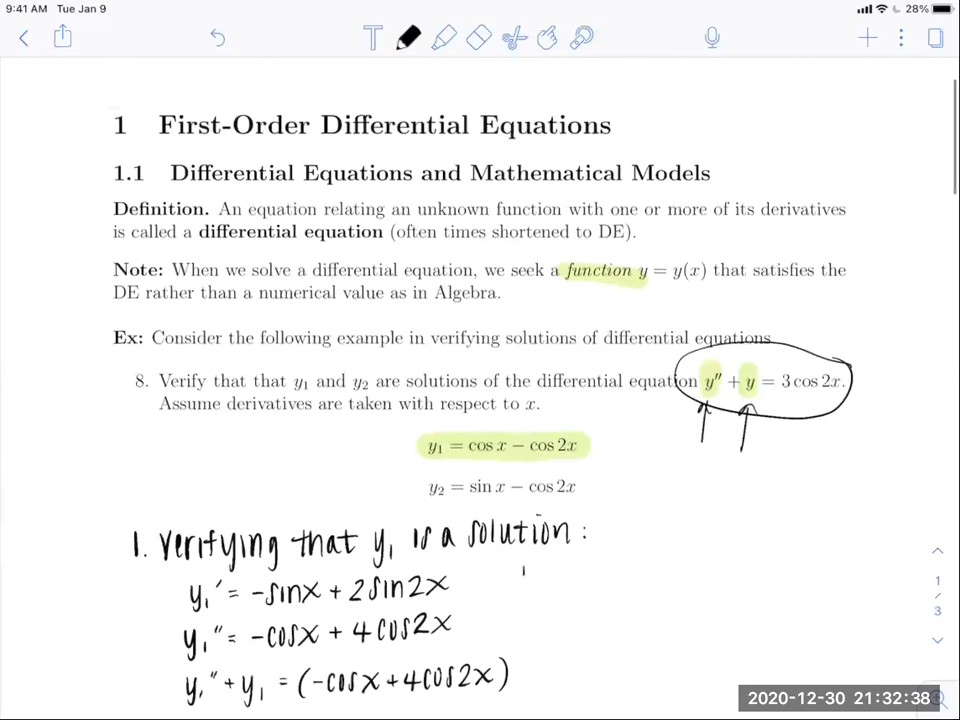 9:41 AM Tue Jan 9
28%
1 First-Order Differential Equations
1.1 Differential Equations and Mathematical Models
Definition. An equation relating an unknown function with one or more of its derivatives
is called a differential equation (often times shortened to DE).
Note: When we solve a differential equation, we seek a function y = y(x) that satisfies the
DE rather than a numerical value as in Algebra.
Ex: Consider the following example in verifying solutions of differential equations.
8. Verify that that y₁ and y₂ are solutions of the differential equation y″ + y = 3 cos 2x.
Assume derivatives are taken with respect to x.
y₁ = cos x − cos 2x
y₂ = sin x − cos 2x
1. Verifying that y₁ is a solution:
y₁′ = -sinx + 2sin2x
y₁″ = -cosx + 4cos2x
y₁″ + y₁ = (-cosx + 4cos2x)
1
/
3
2020-12-30 21:32:38